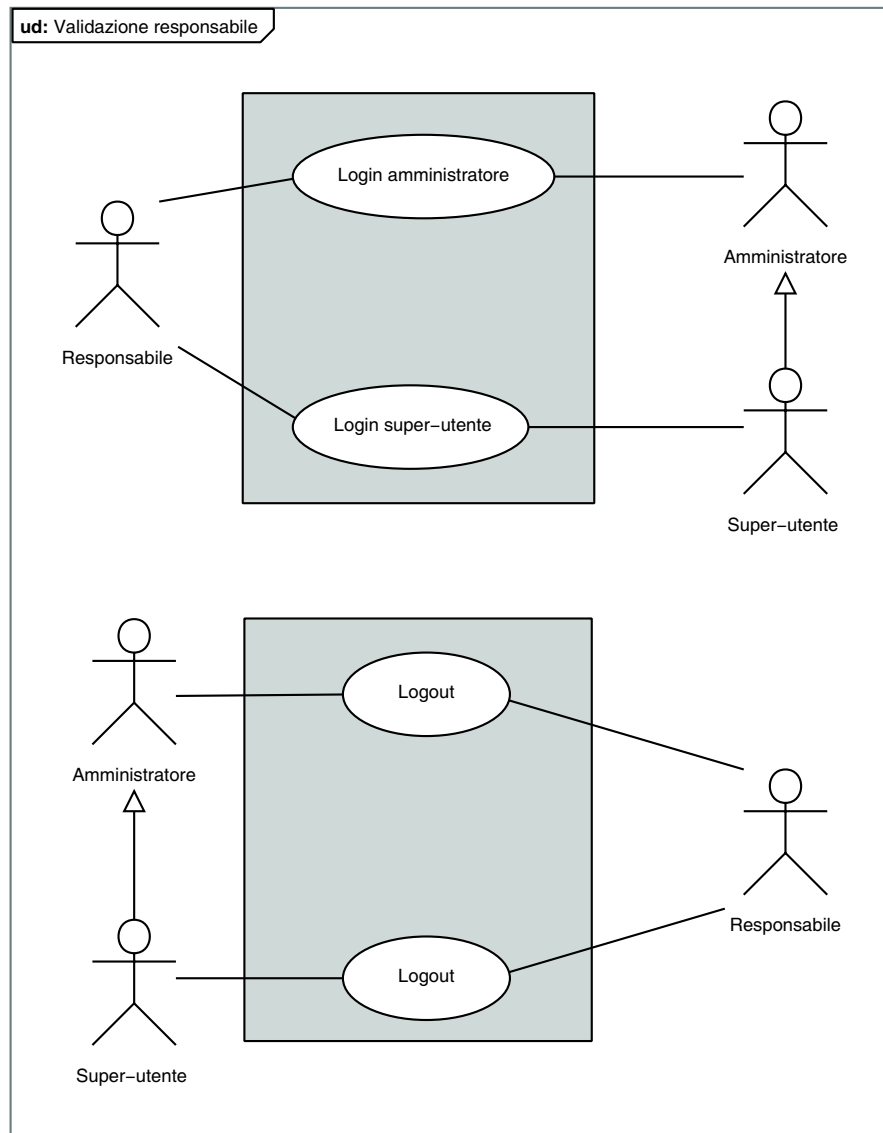 ud: Validazione responsabile
Login amministratore
Amministratore
Responsabile
Login super−utente
Super−utente
Logout
Amministratore
Responsabile
Logout
Super−utente